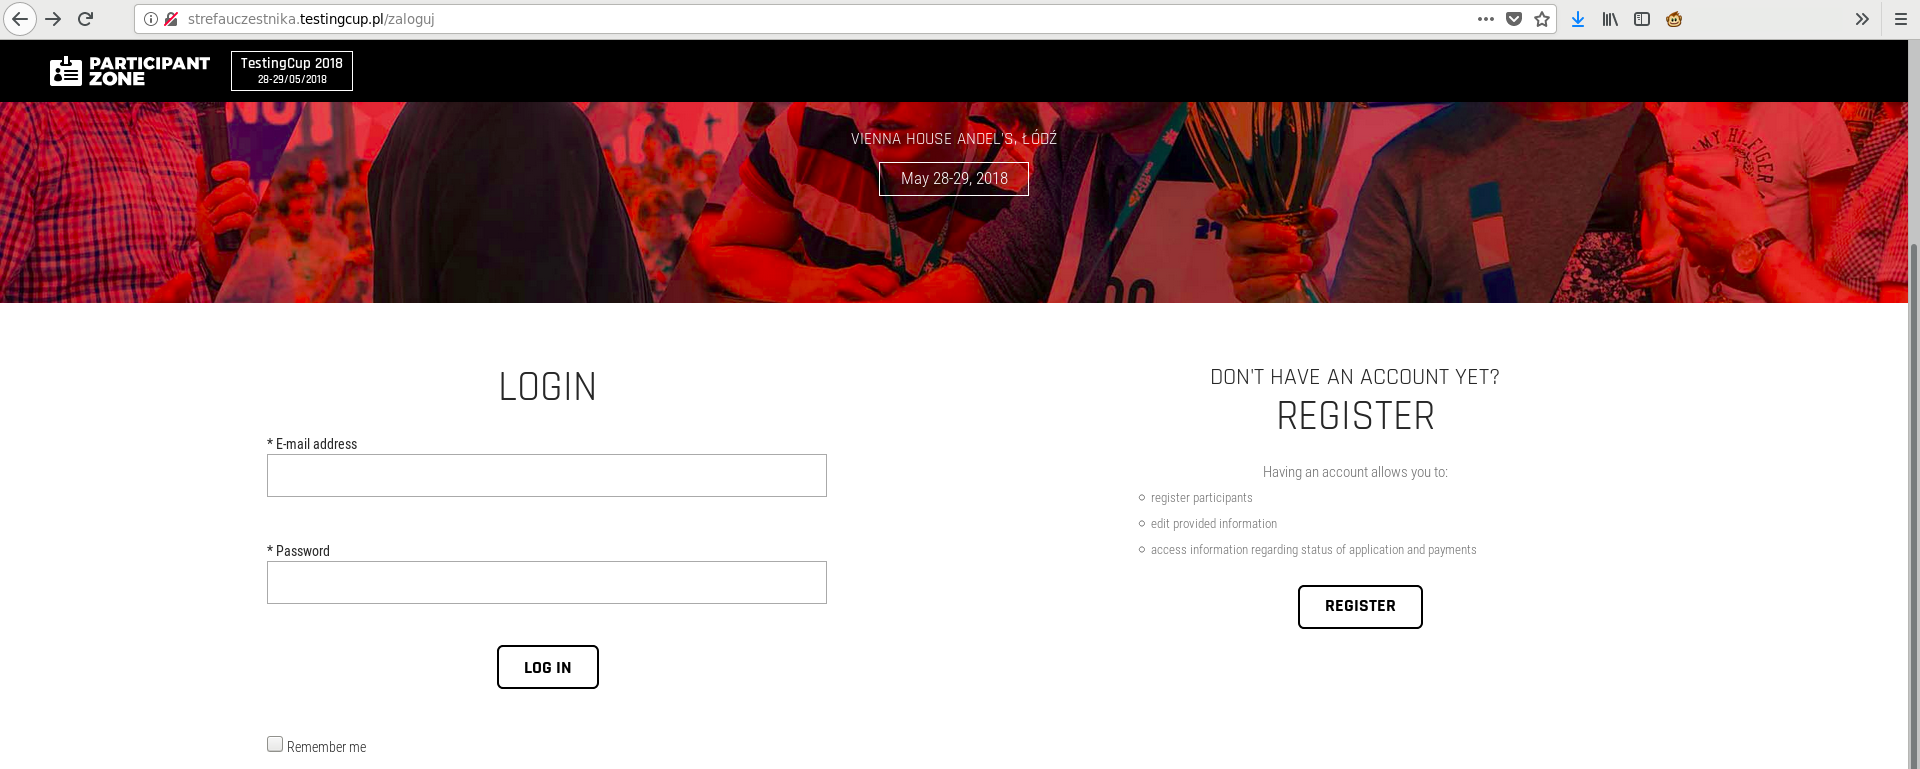 strefauczestnika.testingcup.pl/zaloguj
PARTICIPANT
ZONE
TestingCup 2018
28-29/05/2018
VIENNA HOUSE ANDEL'S, ŁÓDŹ
May 28-29, 2018
LOGIN
* E-mail address
* Password
LOG IN
Remember me
DON'T HAVE AN ACCOUNT YET?
REGISTER
Having an account allows you to:
register participants
edit provided information
access information regarding status of application and payments
REGISTER